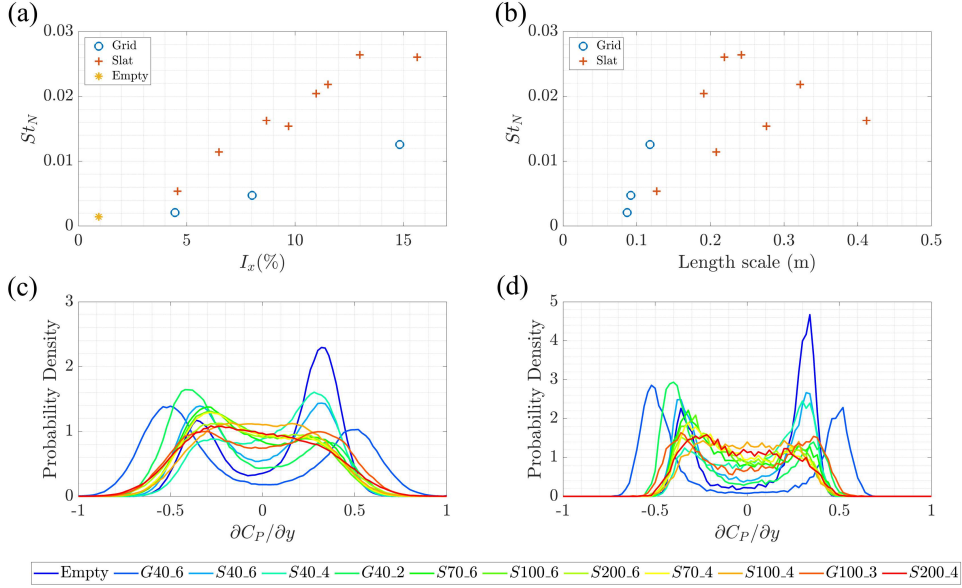 (a)
0.03
0.02
0.01
0
St_N
Grid
Slat
Empty
0 5 10 15
I_x(%)
(b)
0.03
0.02
0.01
0
St_N
Grid
Slat
0 0.1 0.2 0.3 0.4 0.5
Length scale (m)
(c)
3
2
1
0
Probability Density
-1 -0.5 0 0.5 1
∂C_P/∂y
(d)
5
4
3
2
1
0
Probability Density
-1 -0.5 0 0.5 1
∂C_P/∂y
Empty G40_6 S40_6 S40_4 G40_2 S70_6 S100_6 S200_6 S70_4 S100_4 G100_3 S200_4